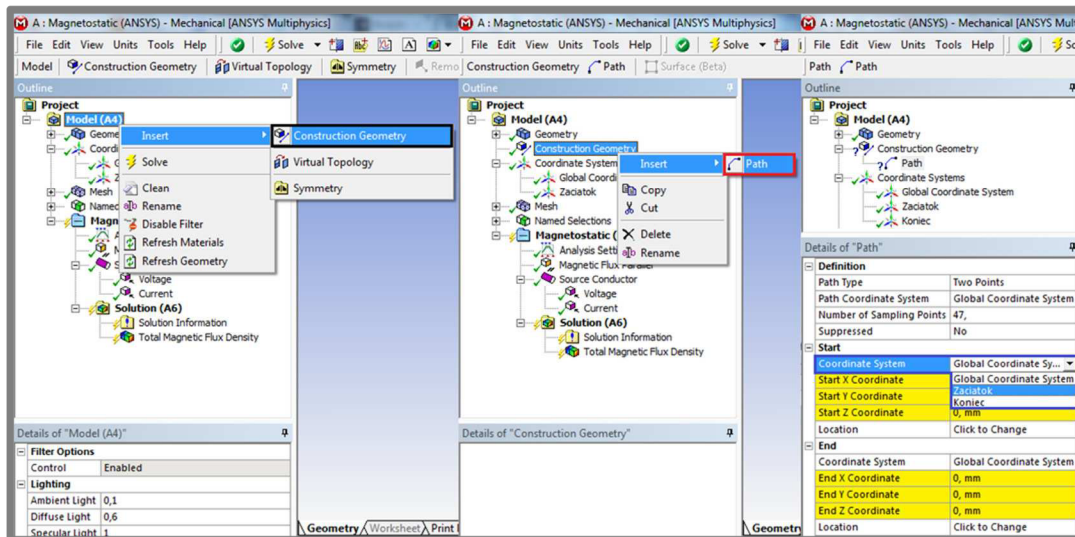 A : Magnetostatic (ANSYS) - Mechanical [ANSYS Multiphysics]
File Edit View Units Tools Help Solve
Model Construction Geometry Virtual Topology Symmetry Remo
Outline
Project
Model (A4)
Geome
Coordi
G
Z
Mesh
Named
Magn
A
M
S
Voltage
Current
Solution (A6)
Solution Information
Total Magnetic Flux Density
Insert
Solve
Clean
Rename
Disable Filter
Refresh Materials
Refresh Geometry
Construction Geometry
Virtual Topology
Symmetry
Details of "Model (A4)"
Filter Options
Control Enabled
Lighting
Ambient Light 0,1
Diffuse Light 0,6
Specular Light 1
Geometry Worksheet Print
A : Magnetostatic (ANSYS) - Mechanical [ANSYS Multiphysics]
File Edit View Units Tools Help Solve
Construction Geometry Path Surface (Beta)
Outline
Project
Model (A4)
Geometry
Construction Geometry
Coordinate System
Global Coordi
Zaciatok
Mesh
Named Selections
Magnetostatic (
Analysis Setti
Magnetic Flux Parallel
Source Conductor
Voltage
Current
Solution (A6)
Solution Information
Total Magnetic Flux Density
Insert
Copy
Cut
Delete
Rename
Path
Details of "Construction Geometry"
Geometry
A : Magnetostatic (ANSYS) - Mechanical [ANSYS Mul
File Edit View Units Tools Help
Path Path
Outline
Project
Model (A4)
Geometry
Construction Geometry
Path
Coordinate Systems
Global Coordinate System
Zaciatok
Koniec
Details of "Path"
Definition
Path Type Two Points
Path Coordinate System Global Coordinate System
Number of Sampling Points 47,
Suppressed No
Start
Coordinate System Global Coordinate Sy...
Start X Coordinate Global Coordinate System
Start Y Coordinate Zaciatok
Koniec
Start Z Coordinate 0, mm
Location Click to Change
End
Coordinate System Global Coordinate System
End X Coordinate 0, mm
End Y Coordinate 0, mm
End Z Coordinate 0, mm
Location Click to Change